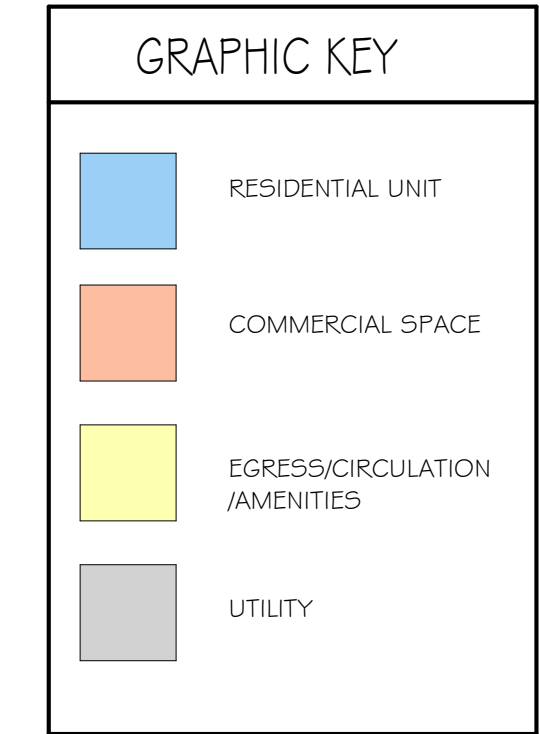 GRAPHIC KEY
RESIDENTIAL UNIT
COMMERCIAL SPACE
EGRESS/CIRCULATION
/AMENITIES
UTILITY